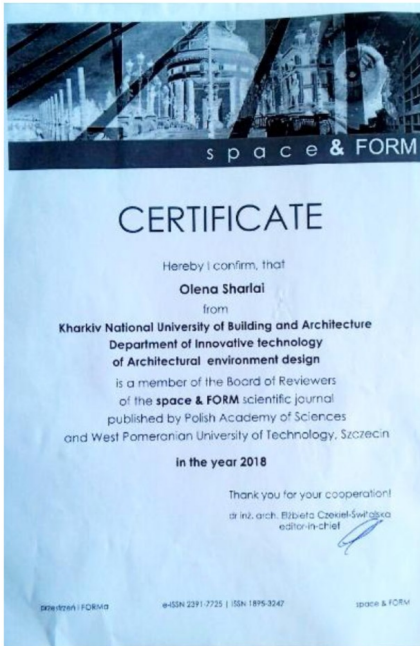 space & FORM
CERTIFICATE
Hereby I confirm, that
Olena Sharlai
from
Kharkiv National University of Building and Architecture
Department of Innovative technology
of Architectural environment design
is a member of the Board of Reviewers
of the space & FORM scientific journal
published by Polish Academy of Sciences
and West Pomeranian University of Technology, Szczecin
in the year 2018
Thank you for your cooperation!
dr inż. arch. Elżbieta Czekiel-Świtalska
editor-in-chief
przestrzeń i FORMa
e-ISSN 2391-7725 | ISSN 1895-3247
space & FORM